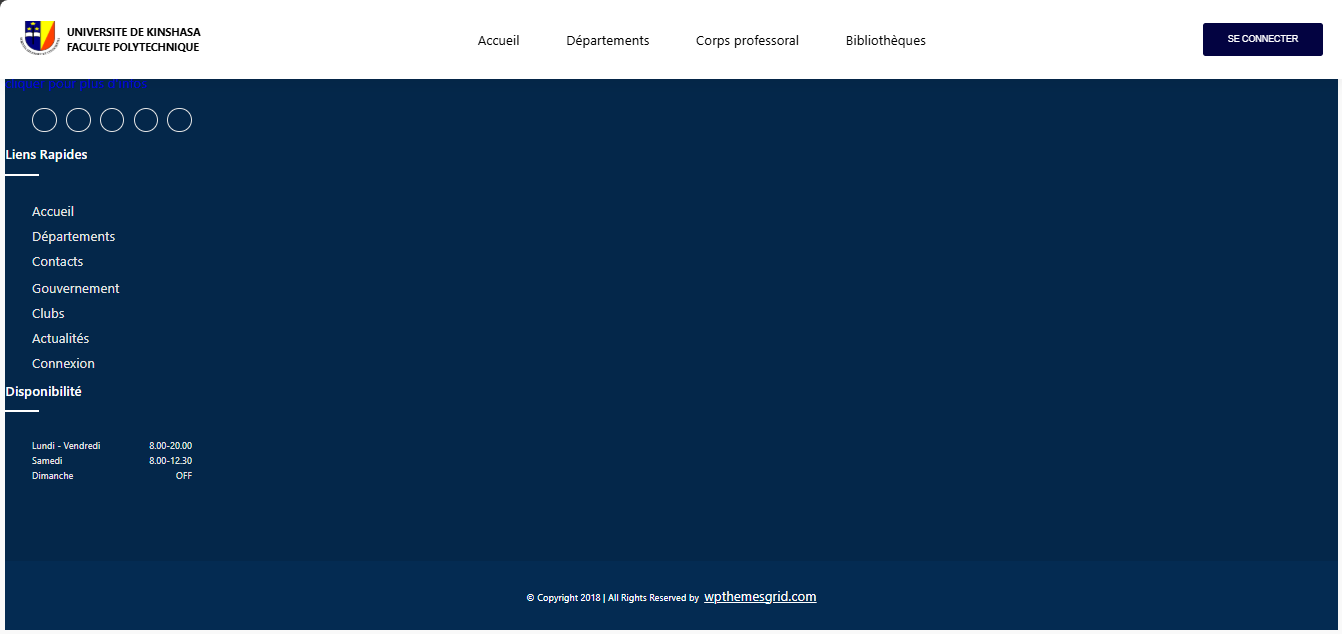 UNIVERSITE DE KINSHASA
FACULTE POLYTECHNIQUE
Accueil
Départements
Corps professoral
Bibliothèques
SE CONNECTER
Liens Rapides
Accueil
Départements
Contacts
Gouvernement
Clubs
Actualités
Connexion
Disponibilité
Lundi - Vendredi 8.00-20.00
Samedi 8.00-12.30
Dimanche OFF
© Copyright 2018 | All Rights Reserved by wpthemesgrid.com